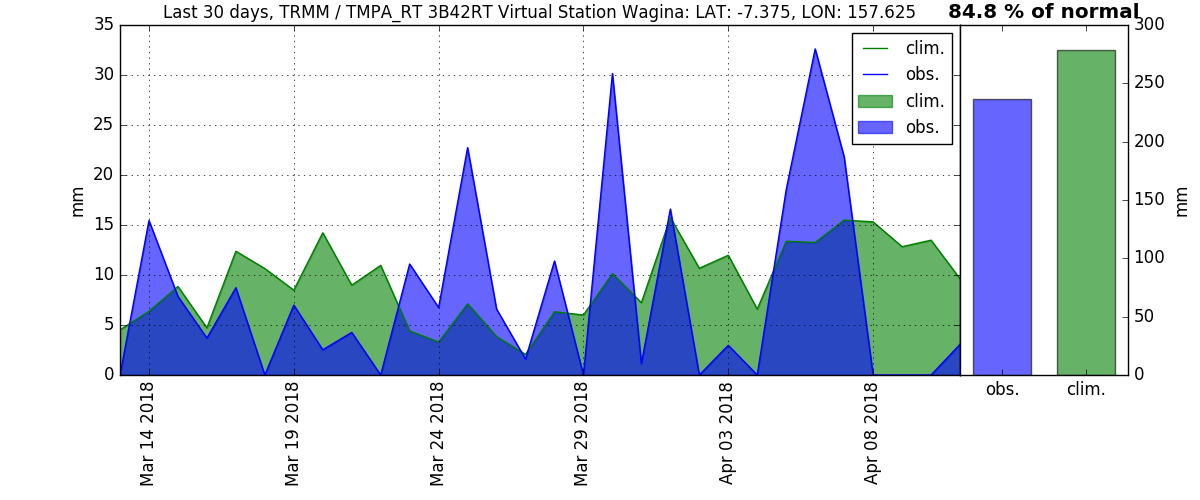 Last 30 days, TRMM / TMPA_RT 3B42RT Virtual Station Wagina: LAT: -7.375, LON: 157.625
84.8 % of normal
mm
35
30
25
20
15
10
5
0
clim.
obs.
clim.
obs.
300
250
200
150
100
50
0
mm
Mar 14 2018
Mar 19 2018
Mar 24 2018
Mar 29 2018
Apr 03 2018
Apr 08 2018
obs.
clim.